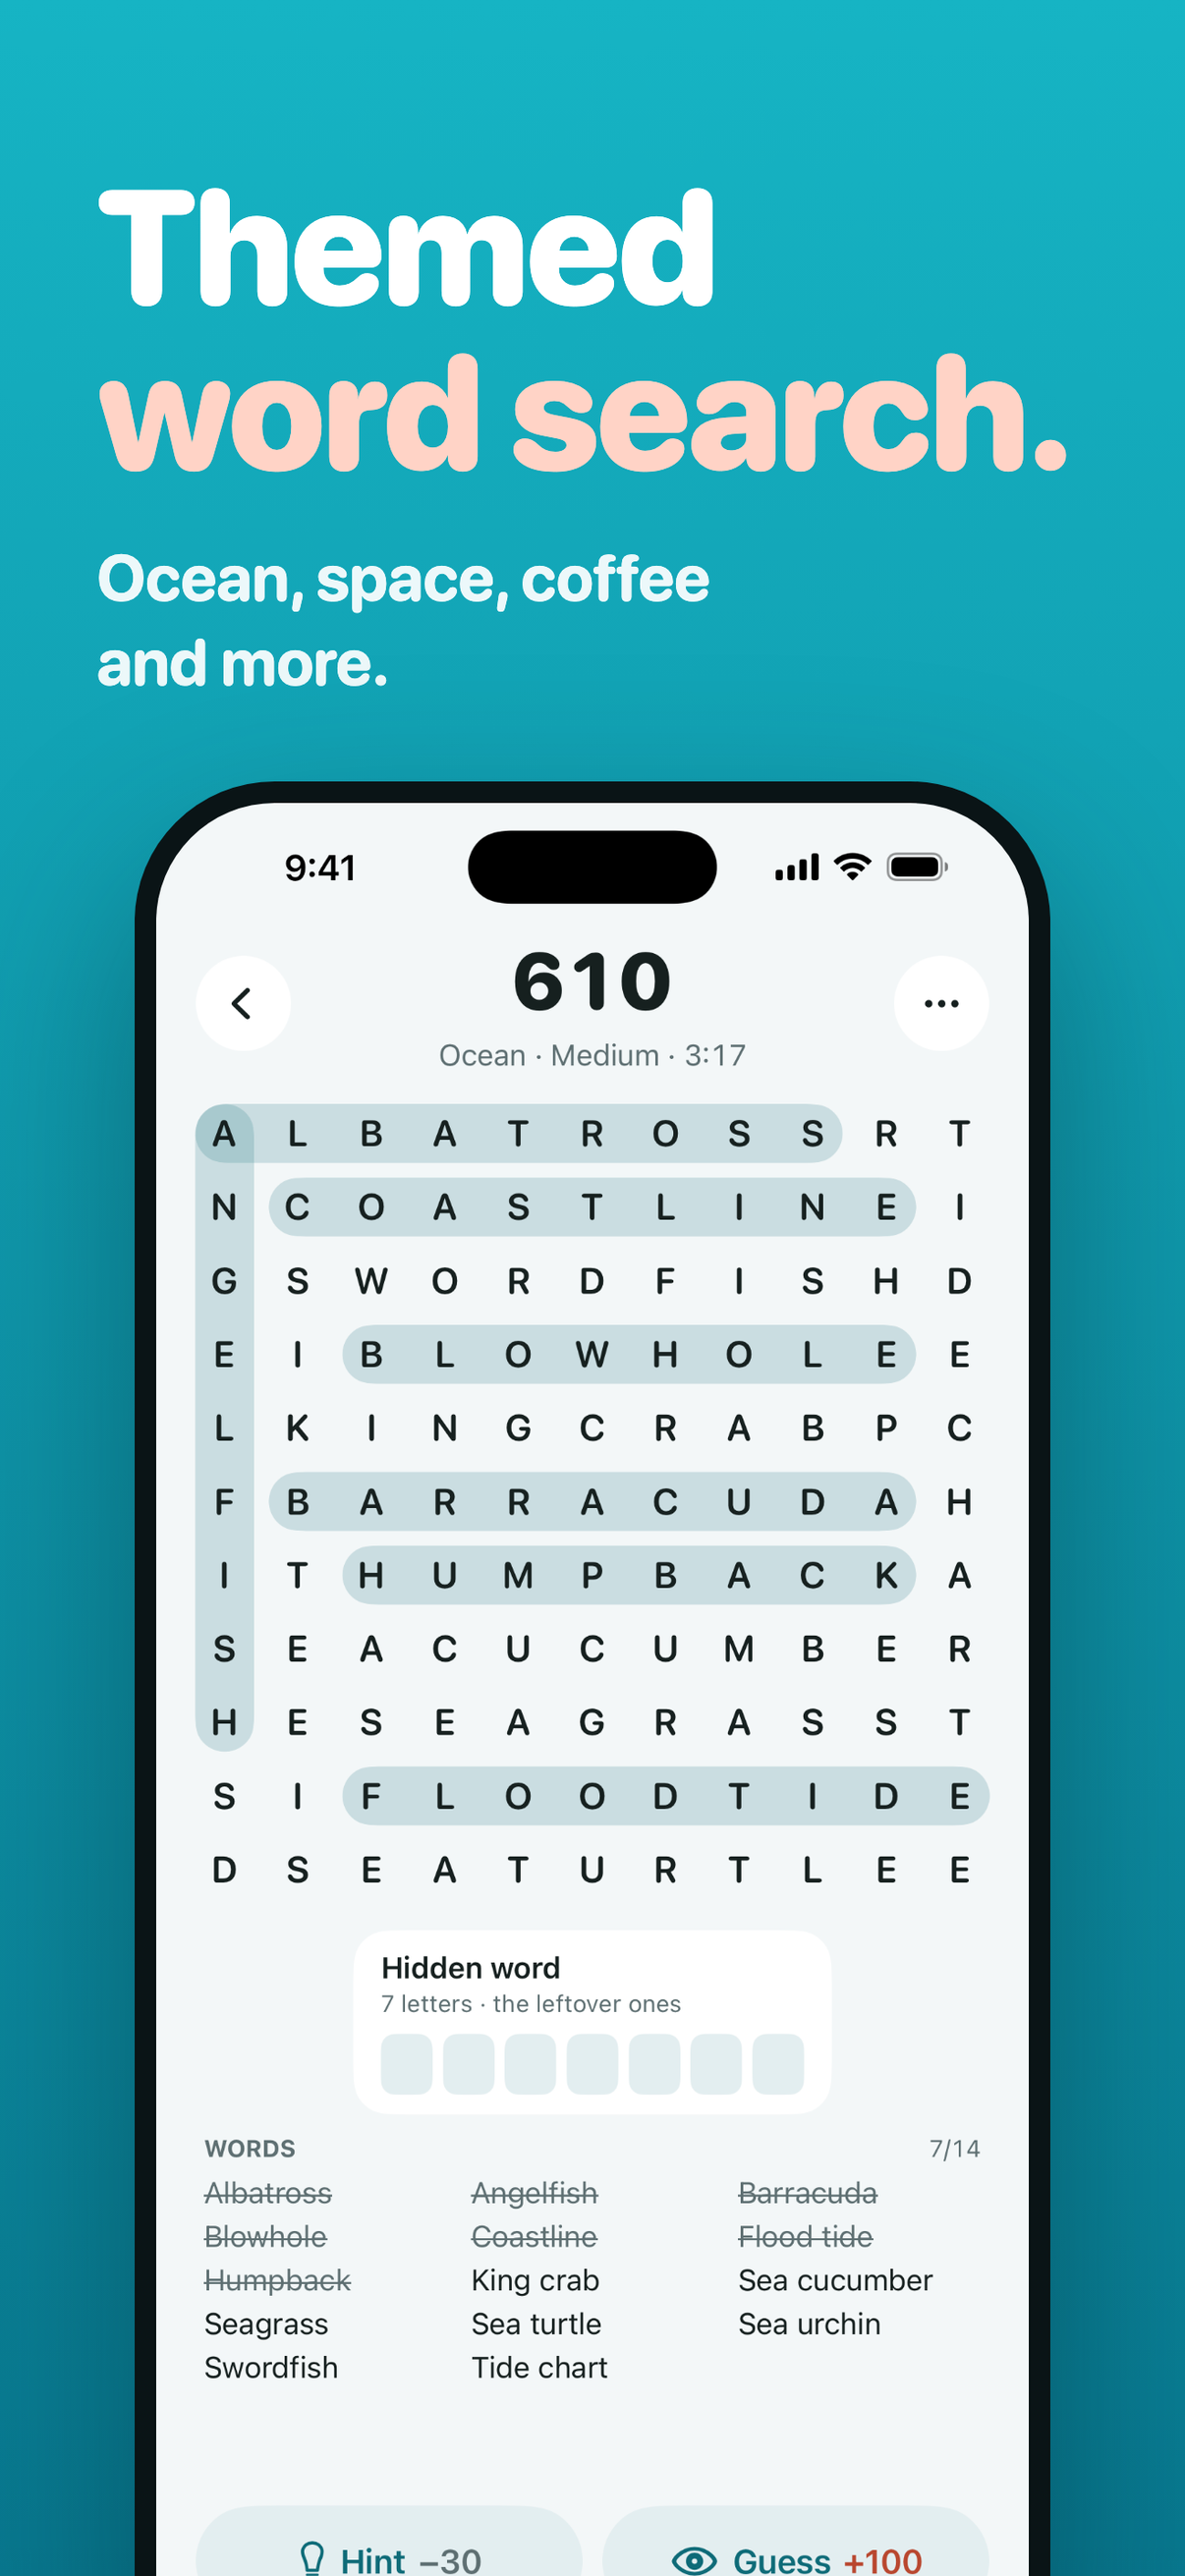 Themed
word search.
Ocean, space, coffee
and more.
9:41
610
Ocean · Medium · 3:17
A L B A T R O S S R T
N C O A S T L I N E I
G S W O R D F I S H D
E I B L O W H O L E E
L K I N G C R A B P C
F B A R R A C U D A H
I T H U M P B A C K A
S E A C U C U M B E R
H E S E A G R A S S T
S I F L O O D T I D E
D S E A T U R T L E E
Hidden word
7 letters · the leftover ones
WORDS 7/14
Albatross Angelfish Barracuda
Blowhole Coastline Flood tide
Humpback King crab Sea cucumber
Seagrass Sea turtle Sea urchin
Swordfish Tide chart
Hint −30 Guess +100